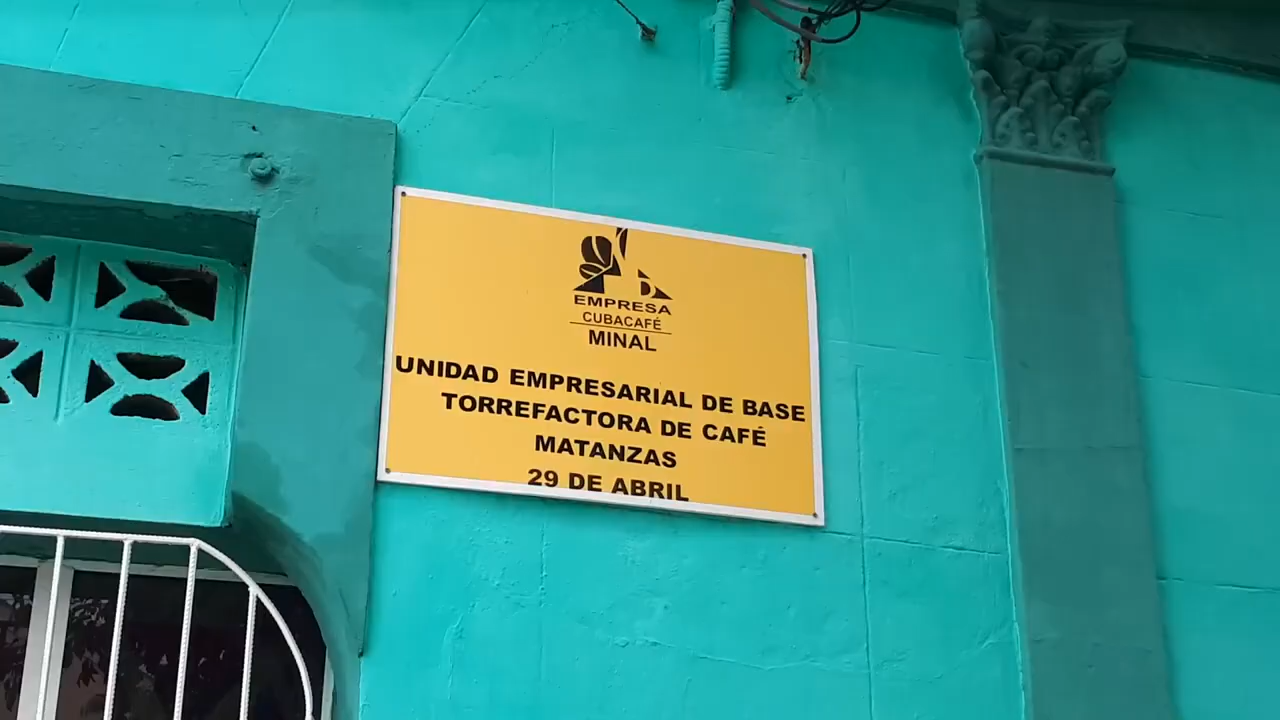 EMPRESA
CUBACAFÉ
MINAL
UNIDAD EMPRESARIAL DE BASE
TORREFACTORA DE CAFÉ
MATANZAS
29 DE ABRIL